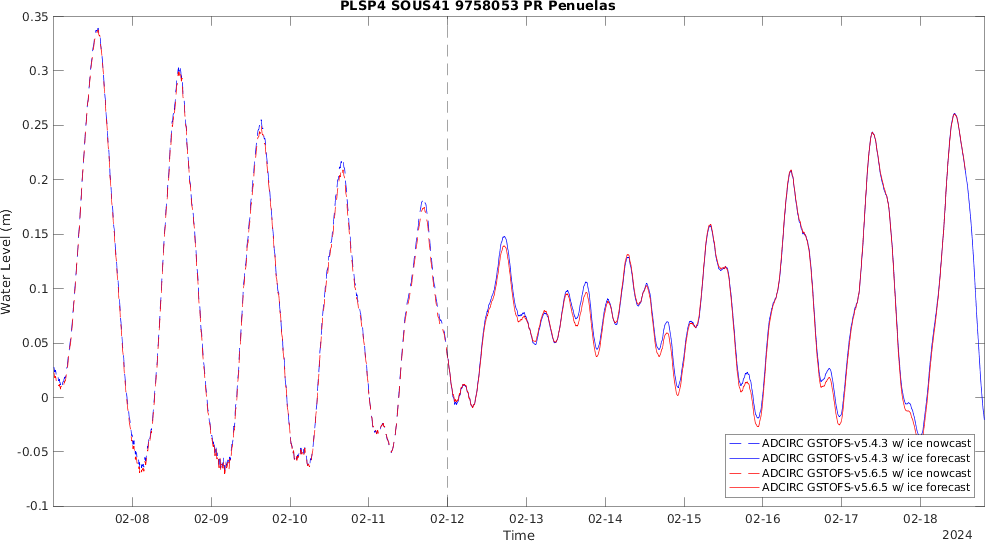 PLSP4 SOUS41 9758053 PR Penuelas
0.35
0.3
0.25
0.2
0.15
0.1
0.05
0
-0.05
-0.1
Water Level (m)
ADCIRC GSTOFS-v5.4.3 w/ ice nowcast
ADCIRC GSTOFS-v5.4.3 w/ ice forecast
ADCIRC GSTOFS-v5.6.5 w/ ice nowcast
ADCIRC GSTOFS-v5.6.5 w/ ice forecast
02-08 02-09 02-10 02-11 02-12 02-13 02-14 02-15 02-16 02-17 02-18
Time
2024